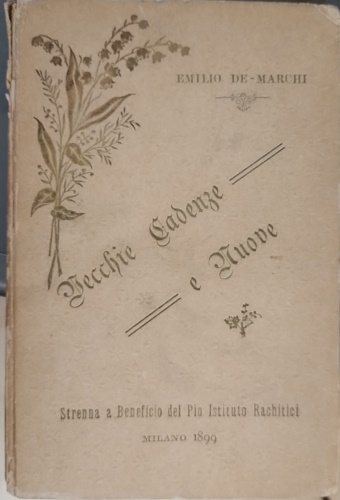 EMILIO DE-MARCHI
Vecchie Cadenze
e Nuove
Strenna a Beneficio del Pio Istituto Rachitici
MILANO 1899